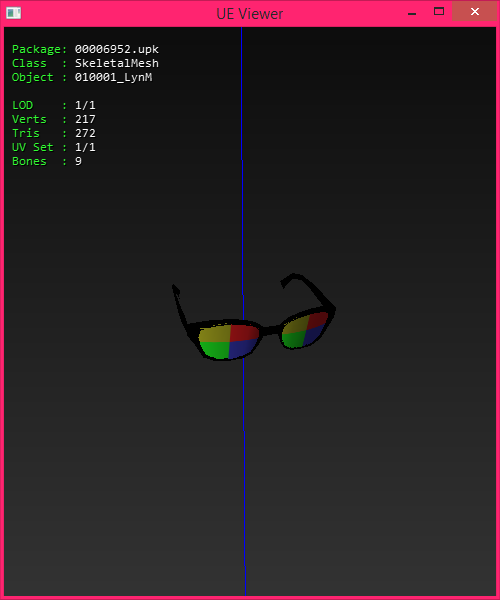 UE Viewer
Package: 00006952.upk
Class  : SkeletalMesh
Object : 010001_LynM
LOD    : 1/1
Verts  : 217
Tris   : 272
UV Set : 1/1
Bones  : 9